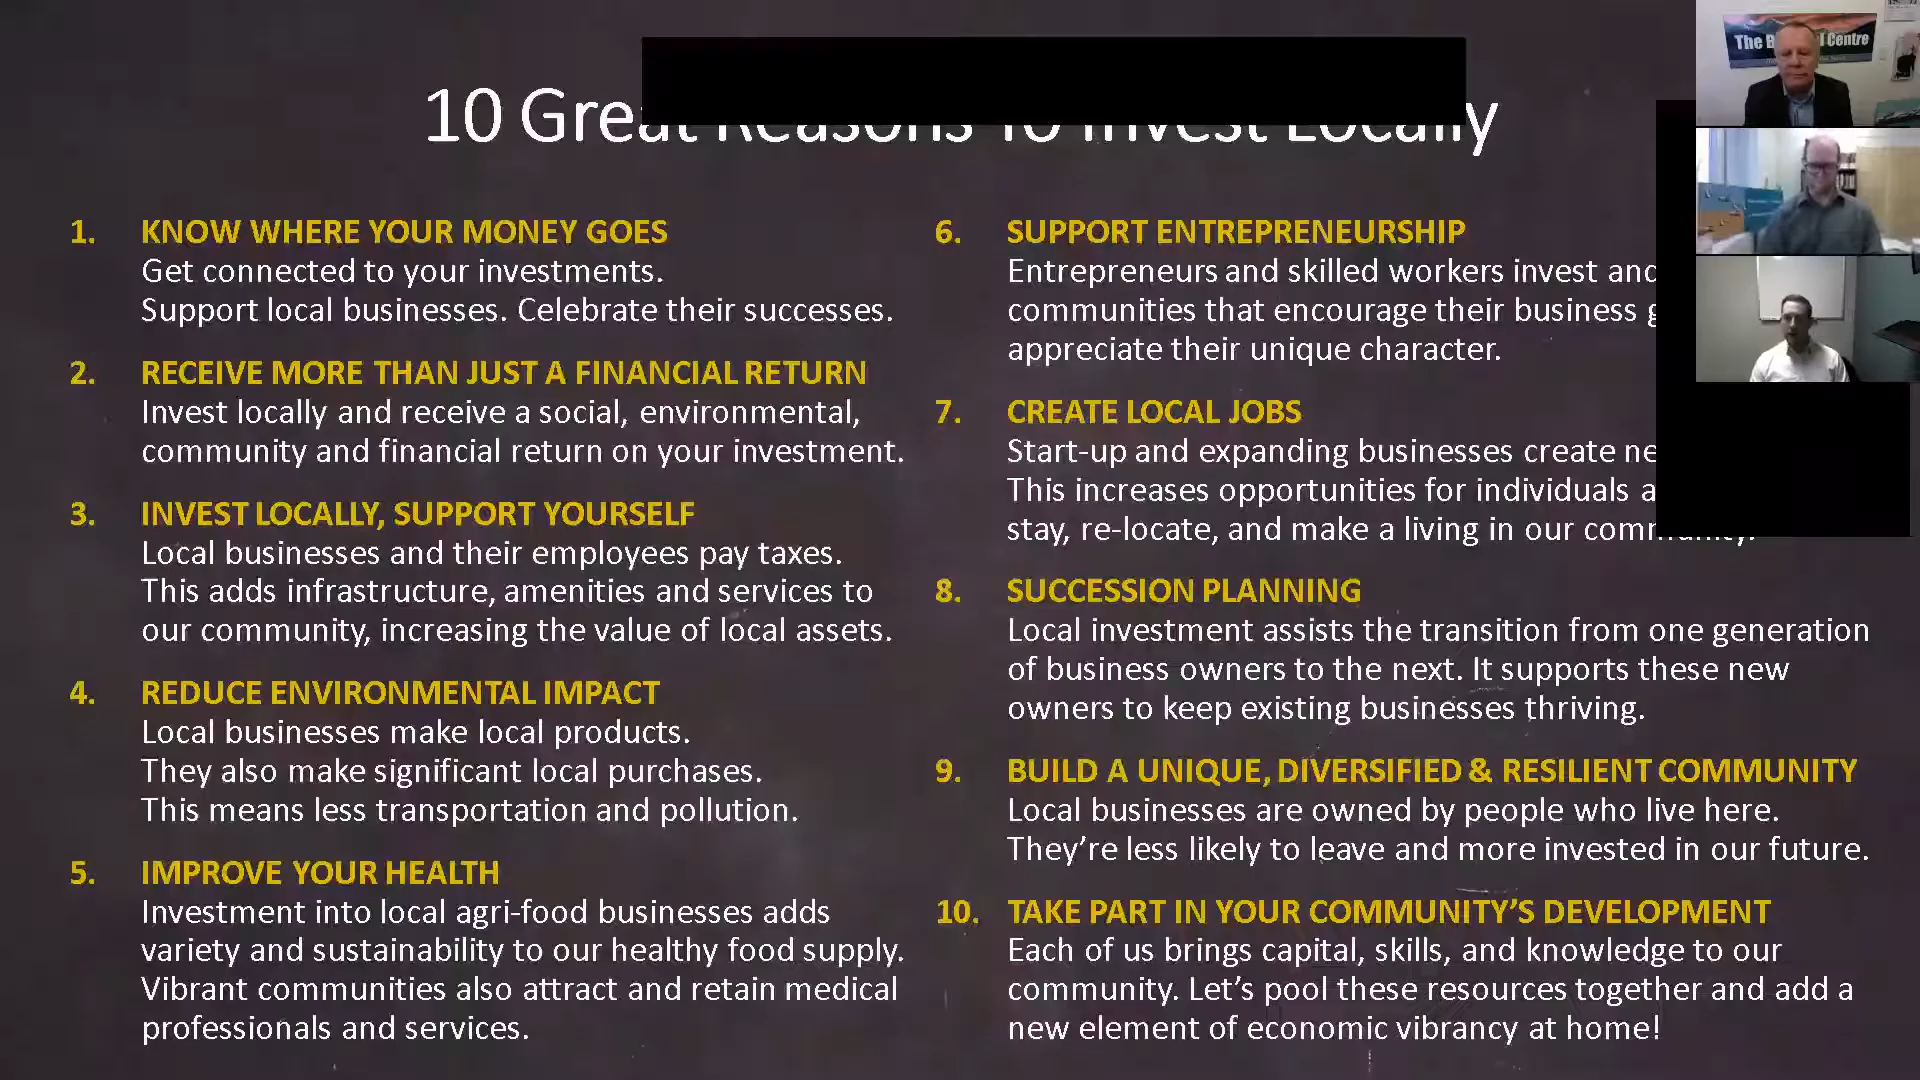 10 Great Reasons To Invest Locally
1. KNOW WHERE YOUR MONEY GOES
Get connected to your investments.
Support local businesses. Celebrate their successes.
2. RECEIVE MORE THAN JUST A FINANCIAL RETURN
Invest locally and receive a social, environmental,
community and financial return on your investment.
3. INVEST LOCALLY, SUPPORT YOURSELF
Local businesses and their employees pay taxes.
This adds infrastructure, amenities and services to
our community, increasing the value of local assets.
4. REDUCE ENVIRONMENTAL IMPACT
Local businesses make local products.
They also make significant local purchases.
This means less transportation and pollution.
5. IMPROVE YOUR HEALTH
Investment into local agri-food businesses adds
variety and sustainability to our healthy food supply.
Vibrant communities also attract and retain medical
professionals and services.
6. SUPPORT ENTREPRENEURSHIP
Entrepreneurs and skilled workers invest and
communities that encourage their business
appreciate their unique character.
7. CREATE LOCAL JOBS
Start-up and expanding businesses create
This increases opportunities for individuals
stay, re-locate, and make a living in our community.
8. SUCCESSION PLANNING
Local investment assists the transition from one generation
of business owners to the next. It supports these new
owners to keep existing businesses thriving.
9. BUILD A UNIQUE, DIVERSIFIED & RESILIENT COMMUNITY
Local businesses are owned by people who live here.
They're less likely to leave and more invested in our future.
10. TAKE PART IN YOUR COMMUNITY'S DEVELOPMENT
Each of us brings capital, skills, and knowledge to our
community. Let's pool these resources together and add a
new element of economic vibrancy at home!
The
Centre